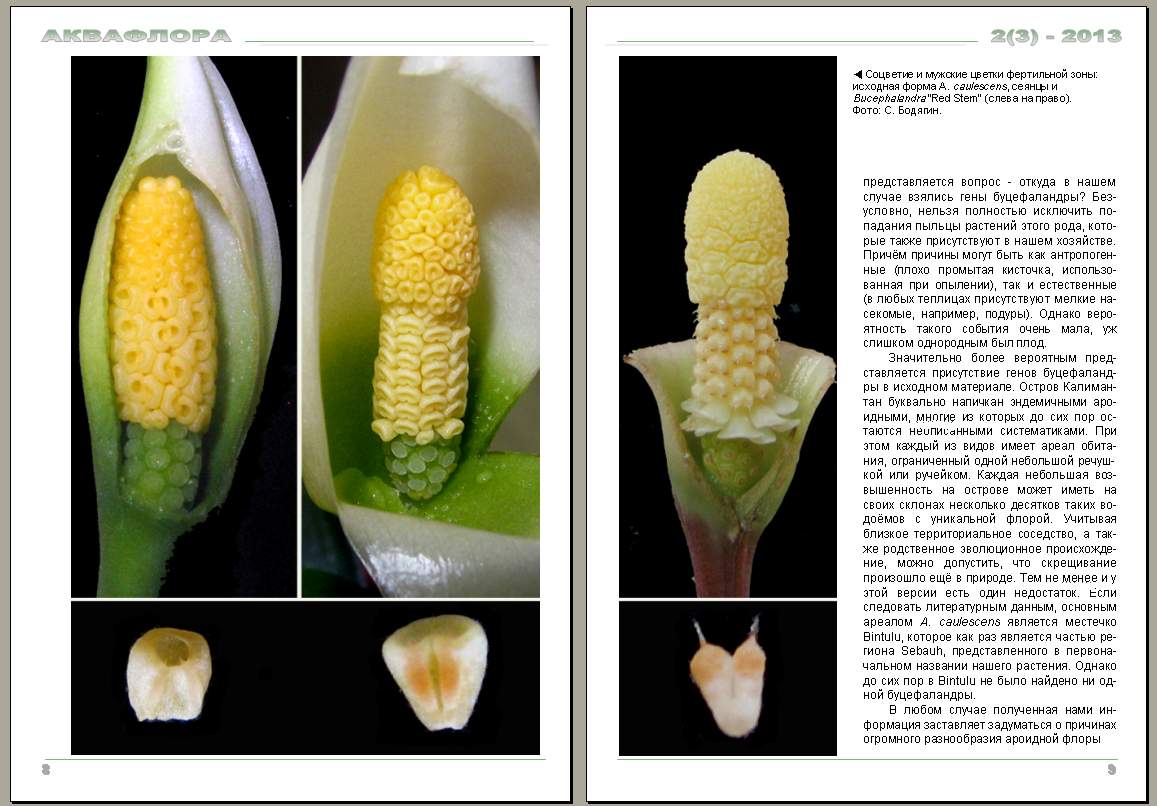 АКВАФЛОРА
8
2(3) - 2013
◄ Соцветие и мужские цветки фертильной зоны:
исходная форма A. caulescens, сеянцы и
Bucephalandra "Red Stem" (слева на право).
Фото: С. Бодягин.
представляется вопрос - откуда в нашем
случае взялись гены буцефаландры? Без-
условно, нельзя полностью исключить по-
падания пыльцы растений этого рода, кото-
рые также присутствуют в нашем хозяйстве.
Причём причины могут быть как антропоген-
ные (плохо промытая кисточка, использо-
ванная при опылении), так и естественные
(в любых теплицах присутствуют мелкие на-
секомые, например, подуры). Однако веро-
ятность такого события очень мала, уж
слишком однородным был плод.
Значительно более вероятным пред-
ставляется присутствие генов буцефаланд-
ры в исходном материале. Остров Калиман-
тан буквально напичкан эндемичными аро-
идными, многие из которых до сих пор ос-
таются неописанными систематиками. При
этом каждый из видов имеет ареал обита-
ния, ограниченный одной небольшой речуш-
кой или ручейком. Каждая небольшая воз-
вышенность на острове может иметь на
своих склонах несколько десятков таких во-
доёмов с уникальной флорой. Учитывая
близкое территориальное соседство, а так-
же родственное эволюционное происхожде-
ние, можно допустить, что скрещивание
произошло ещё в природе. Тем не менее и у
этой версии есть один недостаток. Если
следовать литературным данным, основным
ареалом A. caulescens является местечко
Bintulu, которое как раз является частью ре-
гиона Sebauh, представленного в первона-
чальном названии нашего растения. Однако
до сих пор в Bintulu не было найдено ни од-
ной буцефаландры.
В любом случае полученная нами ин-
формация заставляет задуматься о причинах
огромного разнообразия ароидной флоры
9